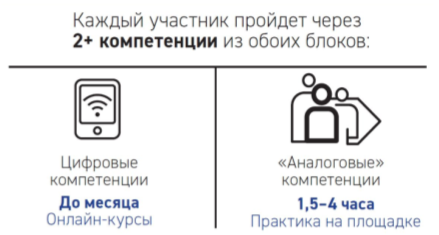 Каждый участник пройдет через
2+ компетенции из обоих блоков:
Цифровые
компетенции
До месяца
Онлайн-курсы
«Аналоговые»
компетенции
1,5–4 часа
Практика на площадке